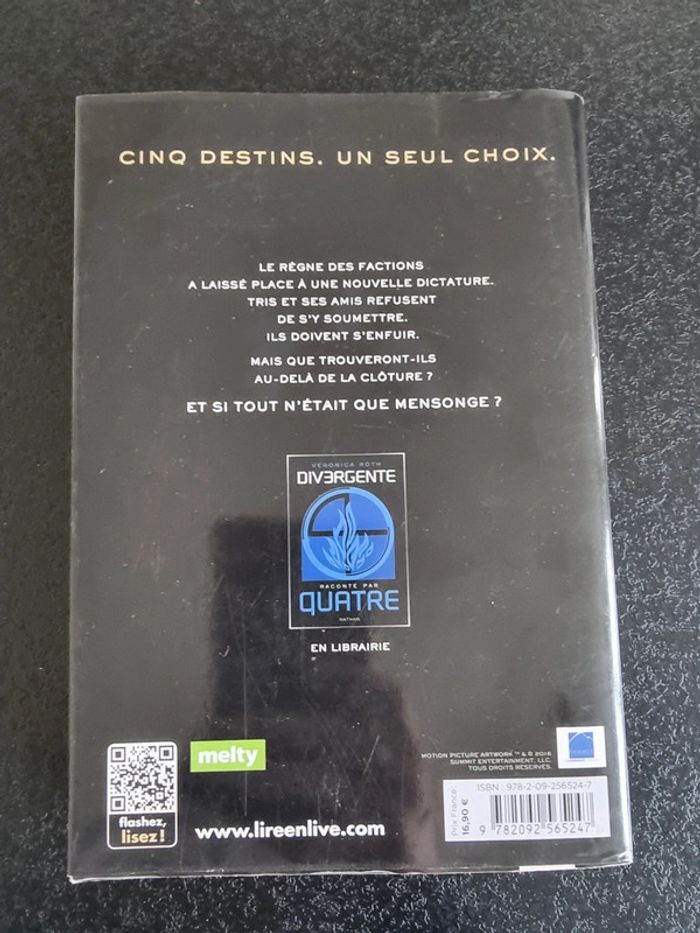 CINQ DESTINS. UN SEUL CHOIX.
LE RÈGNE DES FACTIONS
A LAISSÉ PLACE À UNE NOUVELLE DICTATURE.
TRIS ET SES AMIS REFUSENT
DE S'Y SOUMETTRE.
ILS DOIVENT S'ENFUIR.
MAIS QUE TROUVERONT-ILS
AU-DELÀ DE LA CLÔTURE ?
ET SI TOUT N'ÉTAIT QUE MENSONGE ?
VERONICA ROTH
DIVERGENTE
RACONTÉ PAR
QUATRE
NATHAN
EN LIBRAIRIE
flashez,
lisez !
melty
www.lireenlive.com
MOTION PICTURE ARTWORK ™ & © 2016
SUMMIT ENTERTAINMENT, LLC.
TOUS DROITS RÉSERVÉS.
SUMMIT
Prix France :
16,90 €
ISBN : 978-2-09-256524-7
9 782092 565247